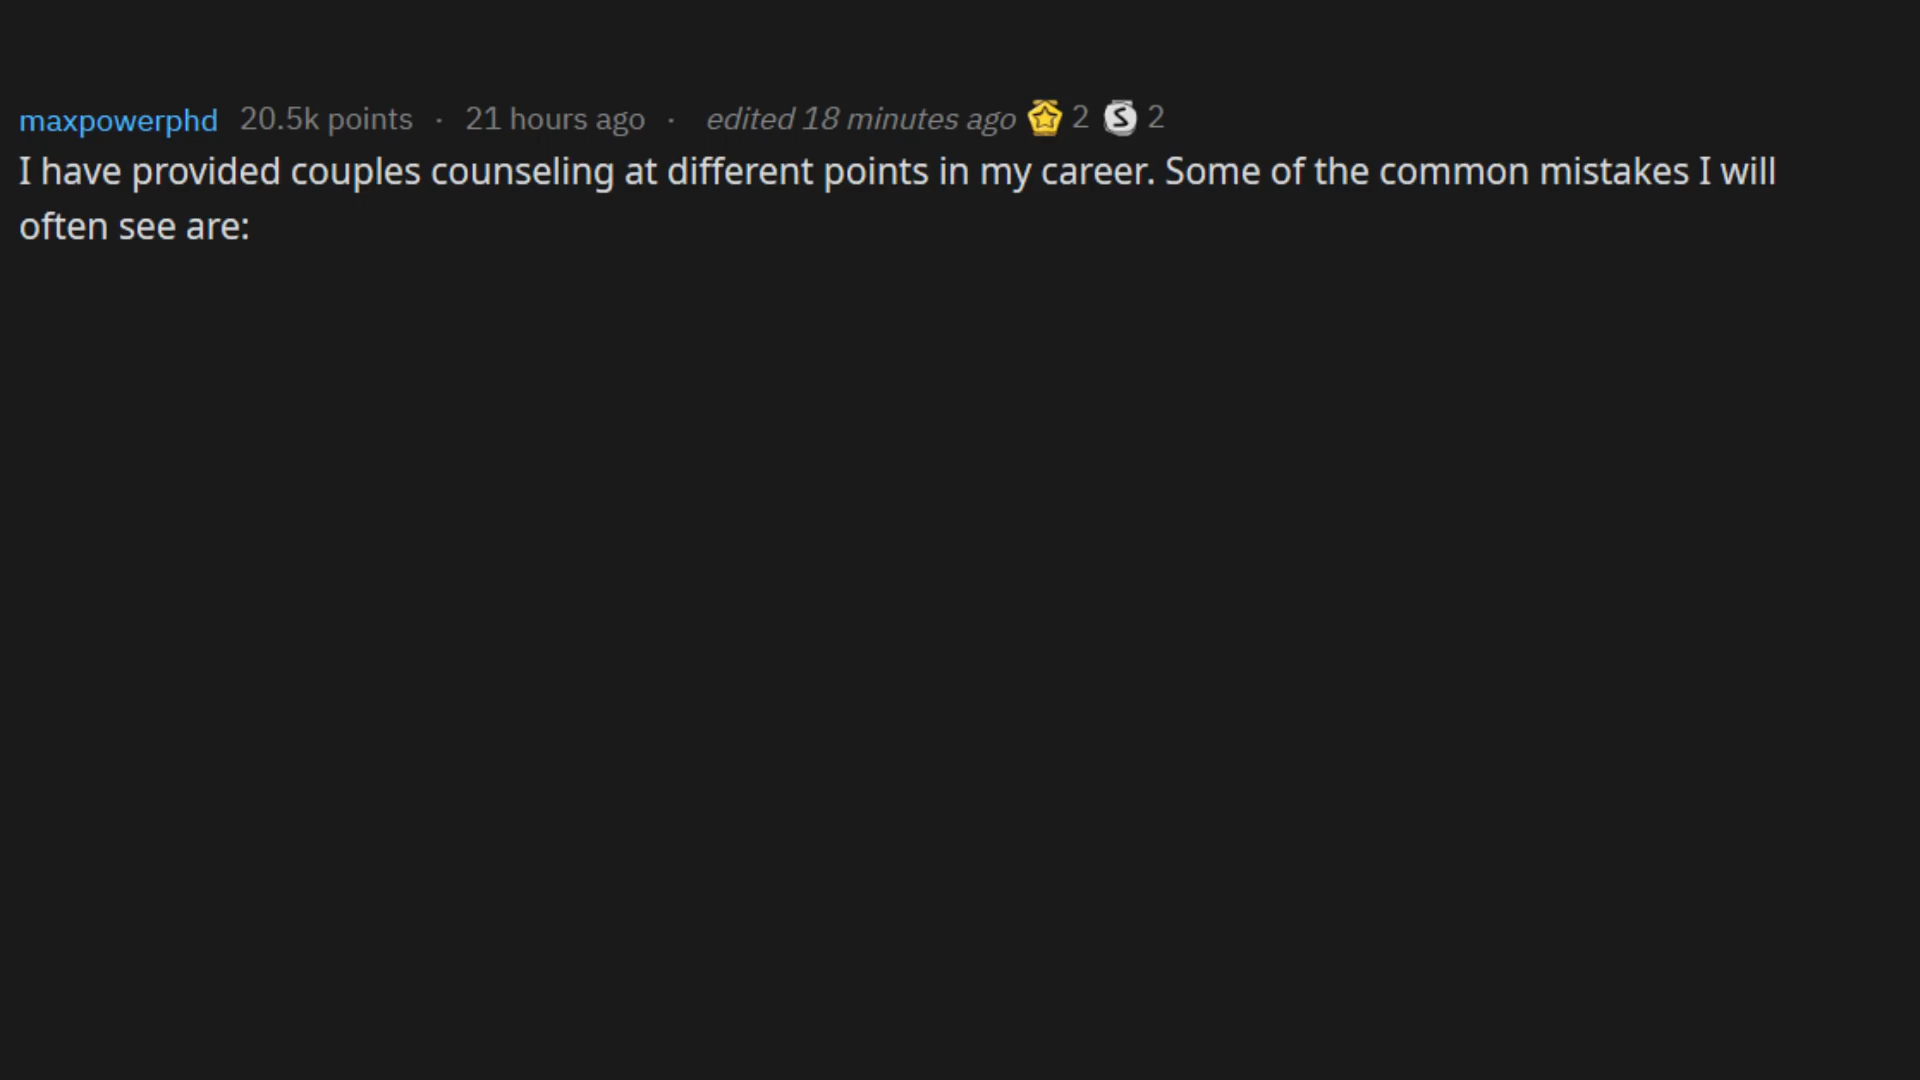 maxpowerphd 20.5k points · 21 hours ago · edited 18 minutes ago 2 S 2
I have provided couples counseling at different points in my career. Some of the common mistakes I will
often see are: